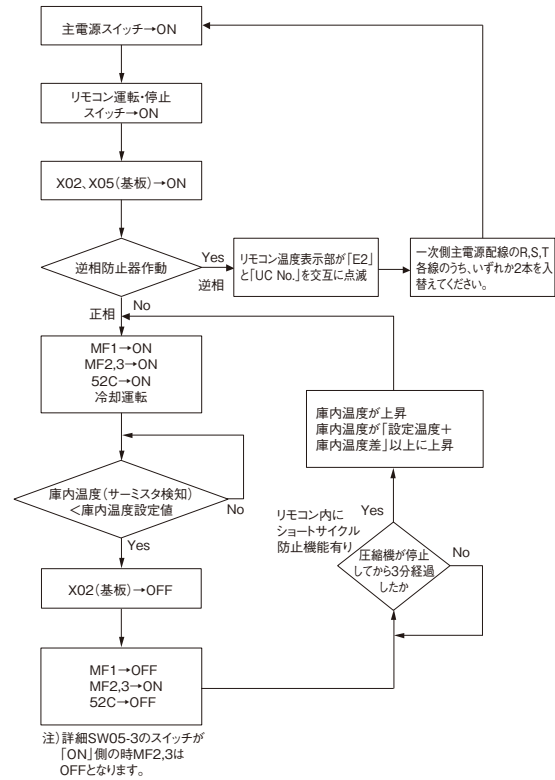 主電源スイッチ→ON
リモコン運転・停止
スイッチ→ON
X02、X05(基板)→ON
逆相防止器作動
Yes
逆相
リモコン温度表示部が「E2」
と「UC No.」を交互に点滅
一次側主電源配線のR,S,T
各線のうち、いずれか2本を入
替えてください。
正相
No
MF1→ON
MF2,3→ON
52C→ON
冷却運転
庫内温度(サーミスタ検知)
<庫内温度設定値
No
Yes
X02(基板)→OFF
MF1→OFF
MF2,3→ON
52C→OFF
注)詳細SW05-3のスイッチが
「ON」側の時MF2,3は
OFFとなります。
庫内温度が上昇
庫内温度が「設定温度+
庫内温度差」以上に上昇
リモコン内に
ショートサイクル
防止機能有り
Yes
圧縮機が停止
してから3分経過
したか
No